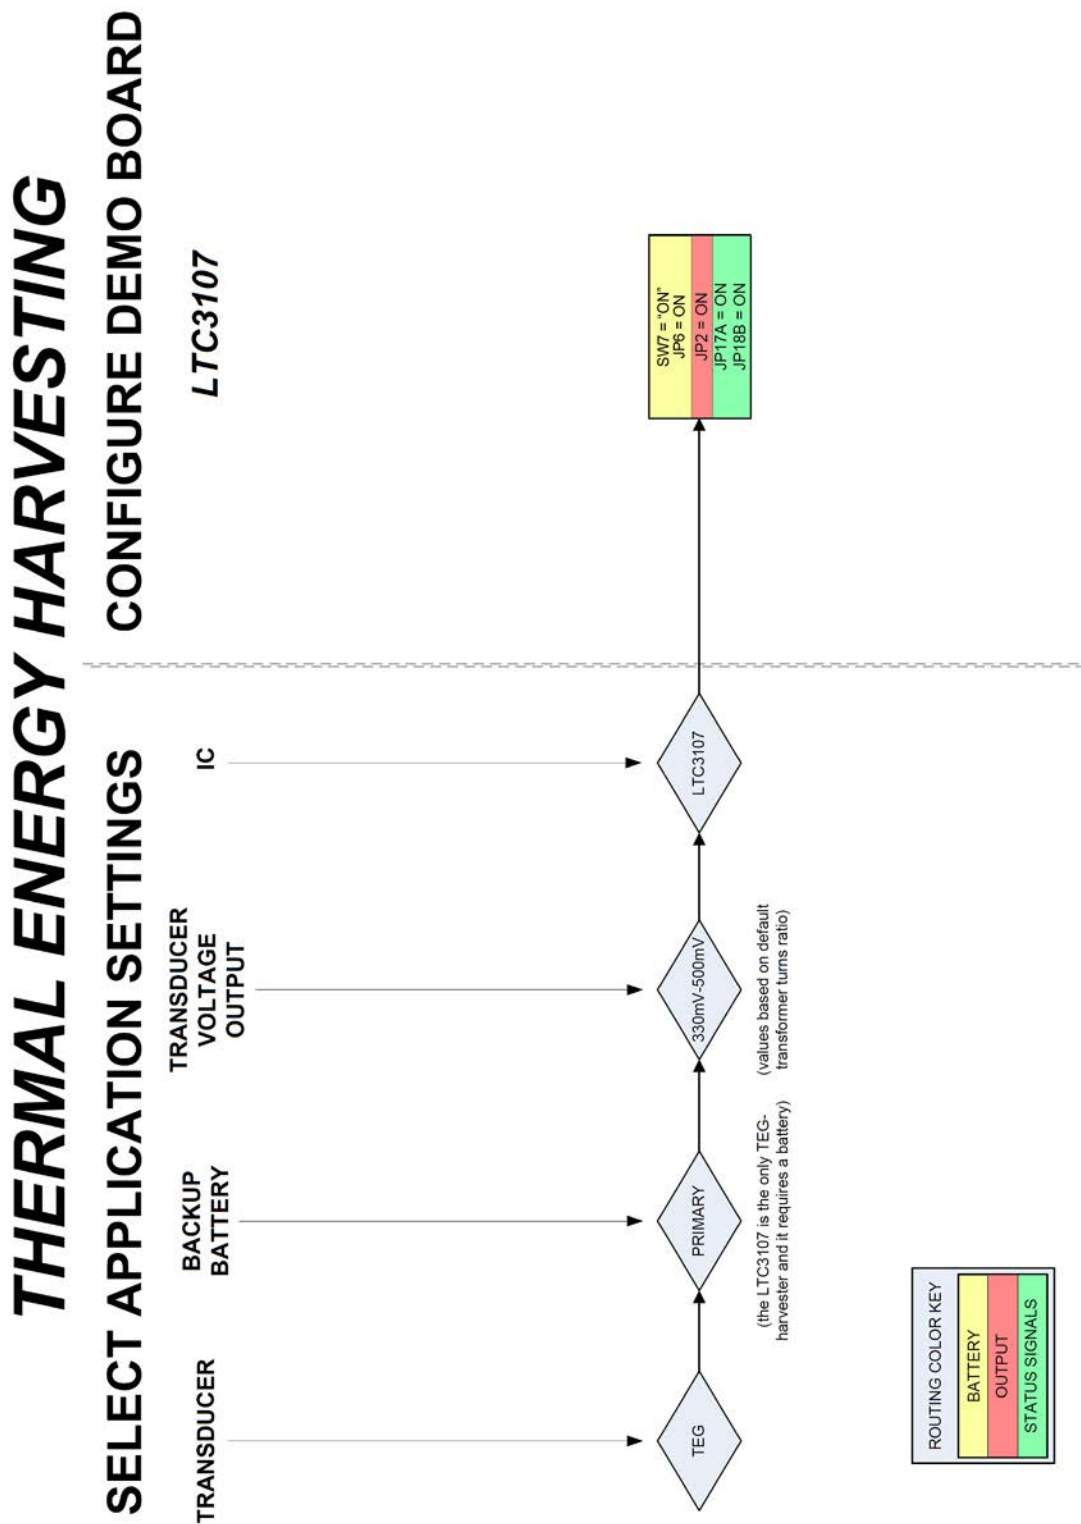 THERMAL ENERGY HARVESTING
SELECT APPLICATION SETTINGS
CONFIGURE DEMO BOARD
TRANSDUCER
BACKUP
BATTERY
TRANSDUCER
VOLTAGE
OUTPUT
IC
LTC3107
TEG
PRIMARY
330mV-500mV
LTC3107
SW7 = "ON"
JP6 = ON
JP2 = ON
JP17A = ON
JP18B = ON
(the LTC3107 is the only TEG-
harvester and it requires a battery)
(values based on default
transformer turns ratio)
ROUTING COLOR KEY
BATTERY
OUTPUT
STATUS SIGNALS